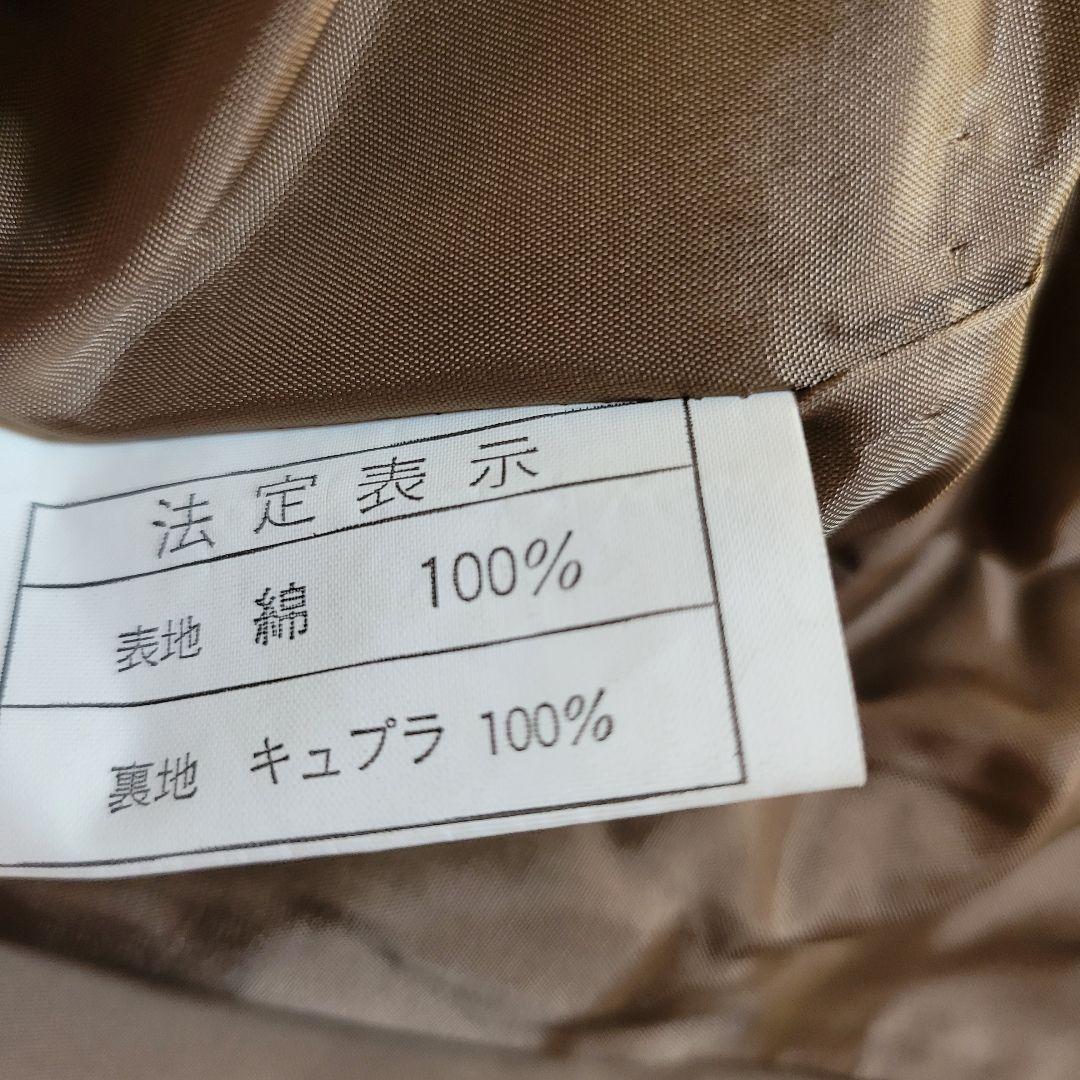 法定表示
表地 綿 100%
裏地 キュプラ 100%